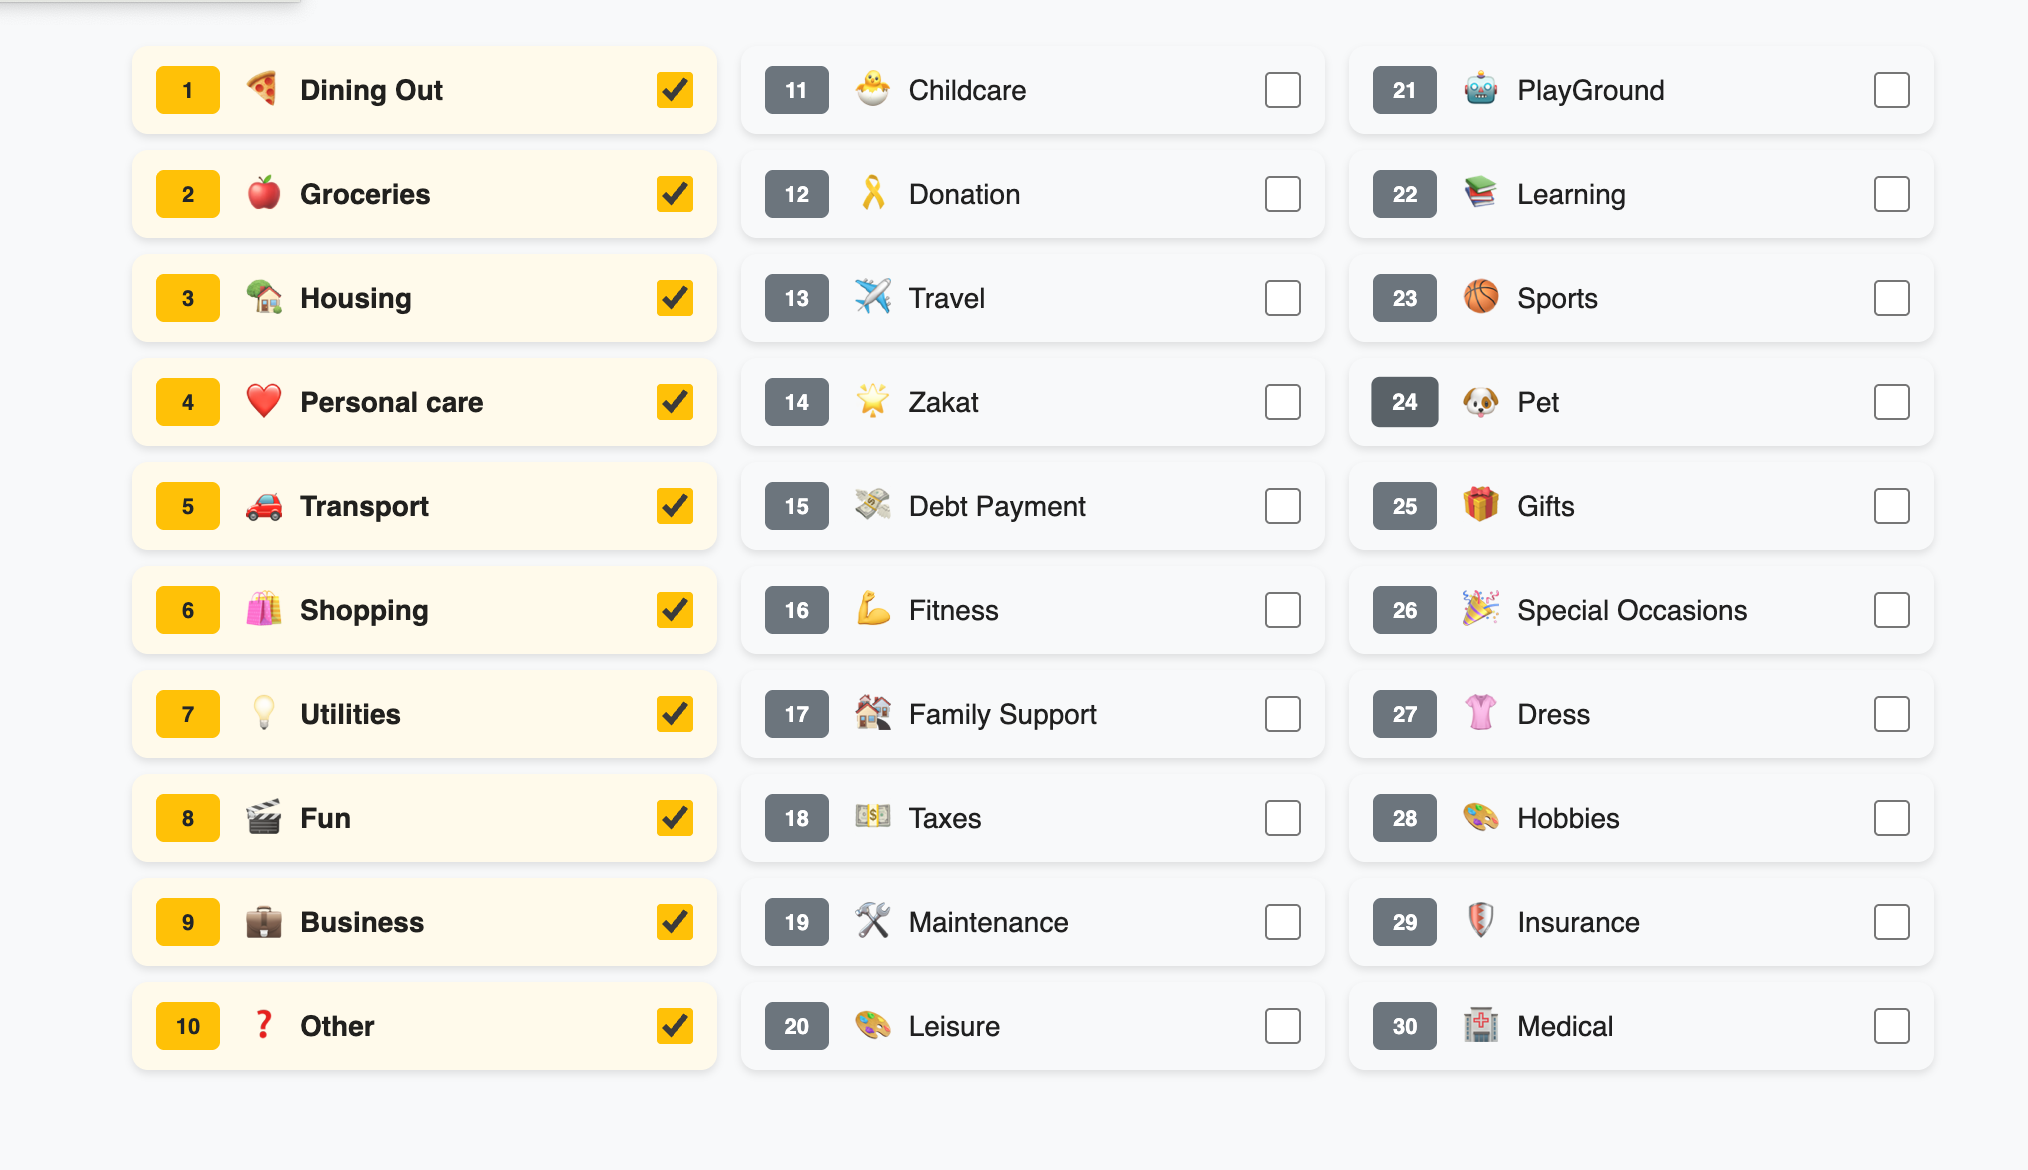 1 Dining Out
2 Groceries
3 Housing
4 Personal care
5 Transport
6 Shopping
7 Utilities
8 Fun
9 Business
10 Other
11 Childcare
12 Donation
13 Travel
14 Zakat
15 Debt Payment
16 Fitness
17 Family Support
18 Taxes
19 Maintenance
20 Leisure
21 PlayGround
22 Learning
23 Sports
24 Pet
25 Gifts
26 Special Occasions
27 Dress
28 Hobbies
29 Insurance
30 Medical